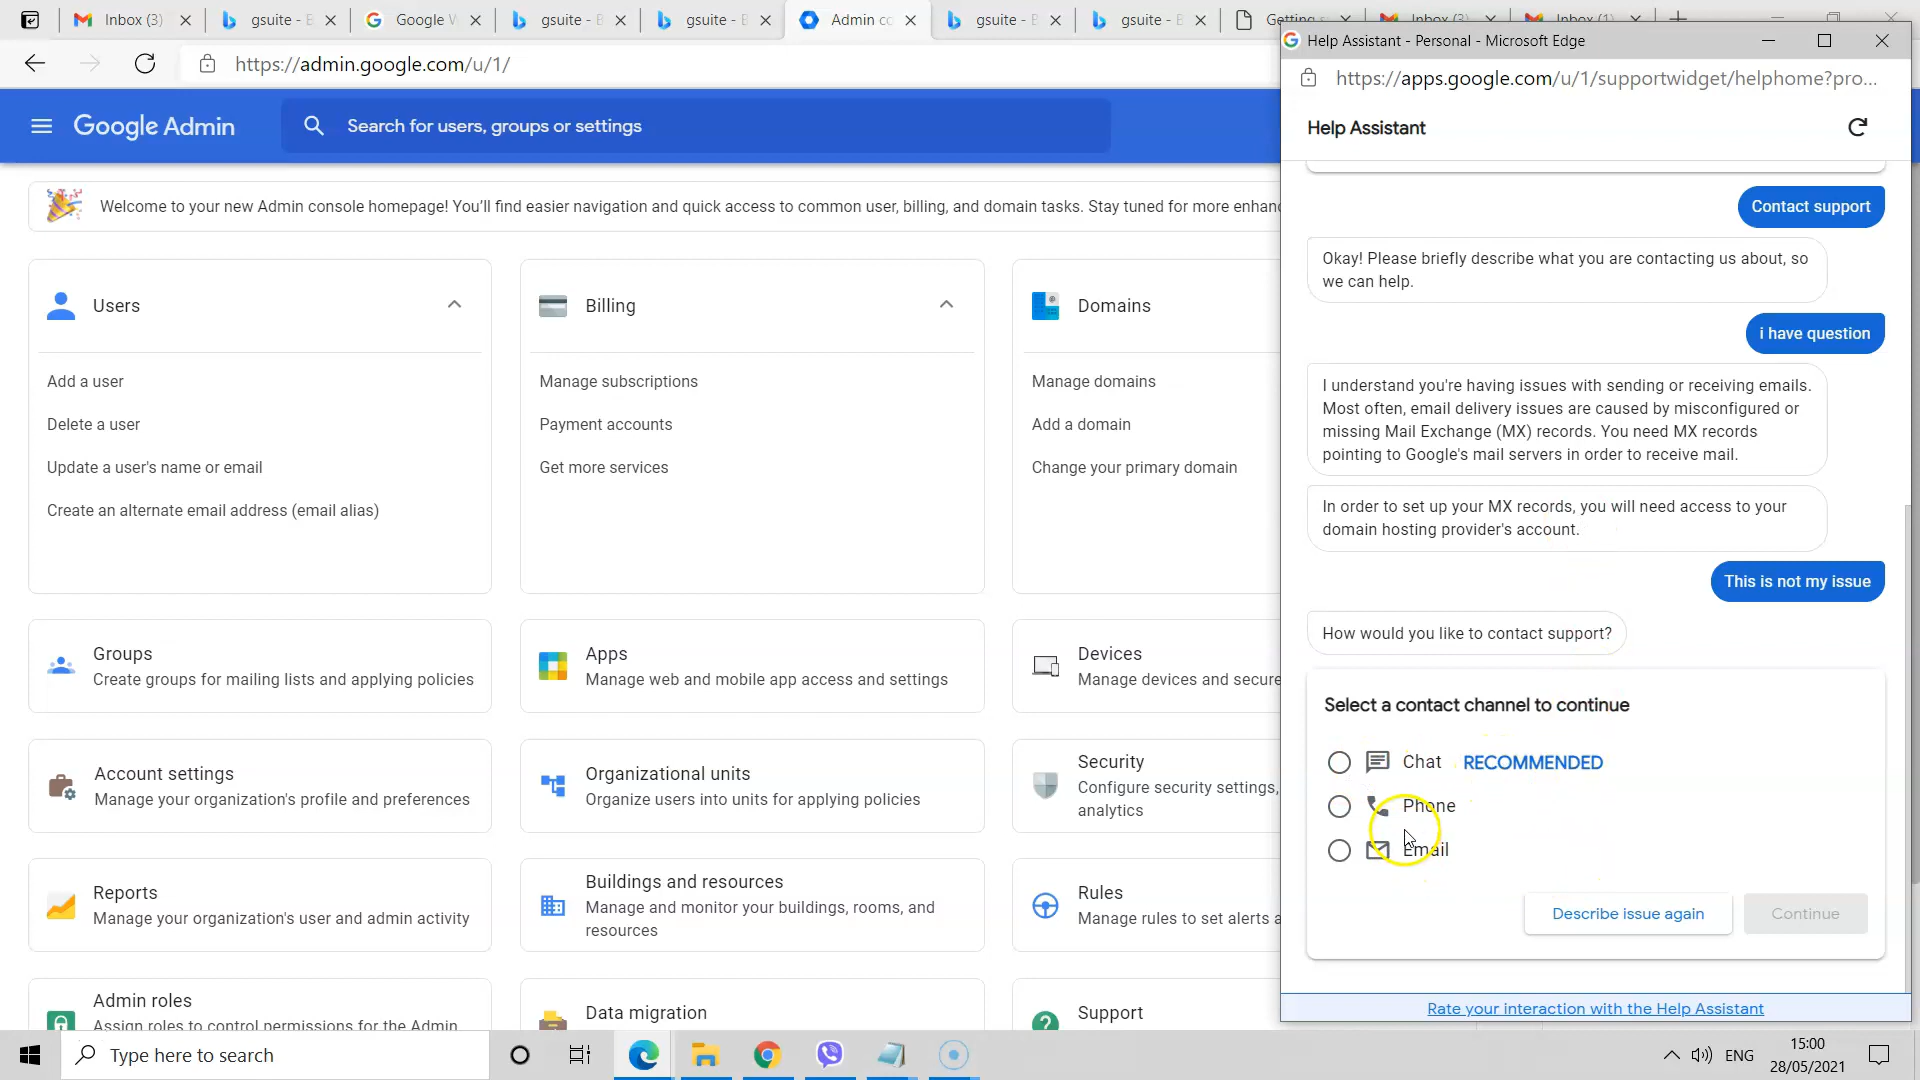 Inbox (3)
gsuite - B
Google W
gsuite - B
gsuite - B
Admin co
gsuite - B
gsuite - B
Getting s
Inbox (3)
Inbox (1)
https://admin.google.com/u/1/
Google Admin
Search for users, groups or settings
Welcome to your new Admin console homepage! You'll find easier navigation and quick access to common user, billing, and domain tasks. Stay tuned for more enhanc
Users
Add a user
Delete a user
Update a user's name or email
Create an alternate email address (email alias)
Billing
Manage subscriptions
Payment accounts
Get more services
Domains
Manage domains
Add a domain
Change your primary domain
Groups
Create groups for mailing lists and applying policies
Apps
Manage web and mobile app access and settings
Devices
Manage devices and secure
Account settings
Manage your organization's profile and preferences
Organizational units
Organize users into units for applying policies
Security
Configure security settings,
analytics
Reports
Manage your organization's user and admin activity
Buildings and resources
Manage and monitor your buildings, rooms, and
resources
Rules
Manage rules to set alerts a
Admin roles
Assign roles to control permissions for the Admin
Data migration
Support
Help Assistant - Personal - Microsoft Edge
https://apps.google.com/u/1/supportwidget/helphome?pro...
Help Assistant
Contact support
Okay! Please briefly describe what you are contacting us about, so
we can help.
i have question
I understand you're having issues with sending or receiving emails.
Most often, email delivery issues are caused by misconfigured or
missing Mail Exchange (MX) records. You need MX records
pointing to Google's mail servers in order to receive mail.
In order to set up your MX records, you will need access to your
domain hosting provider's account.
This is not my issue
How would you like to contact support?
Select a contact channel to continue
Chat RECOMMENDED
Phone
Email
Describe issue again
Continue
Rate your interaction with the Help Assistant
Type here to search
ENG
15:00
28/05/2021